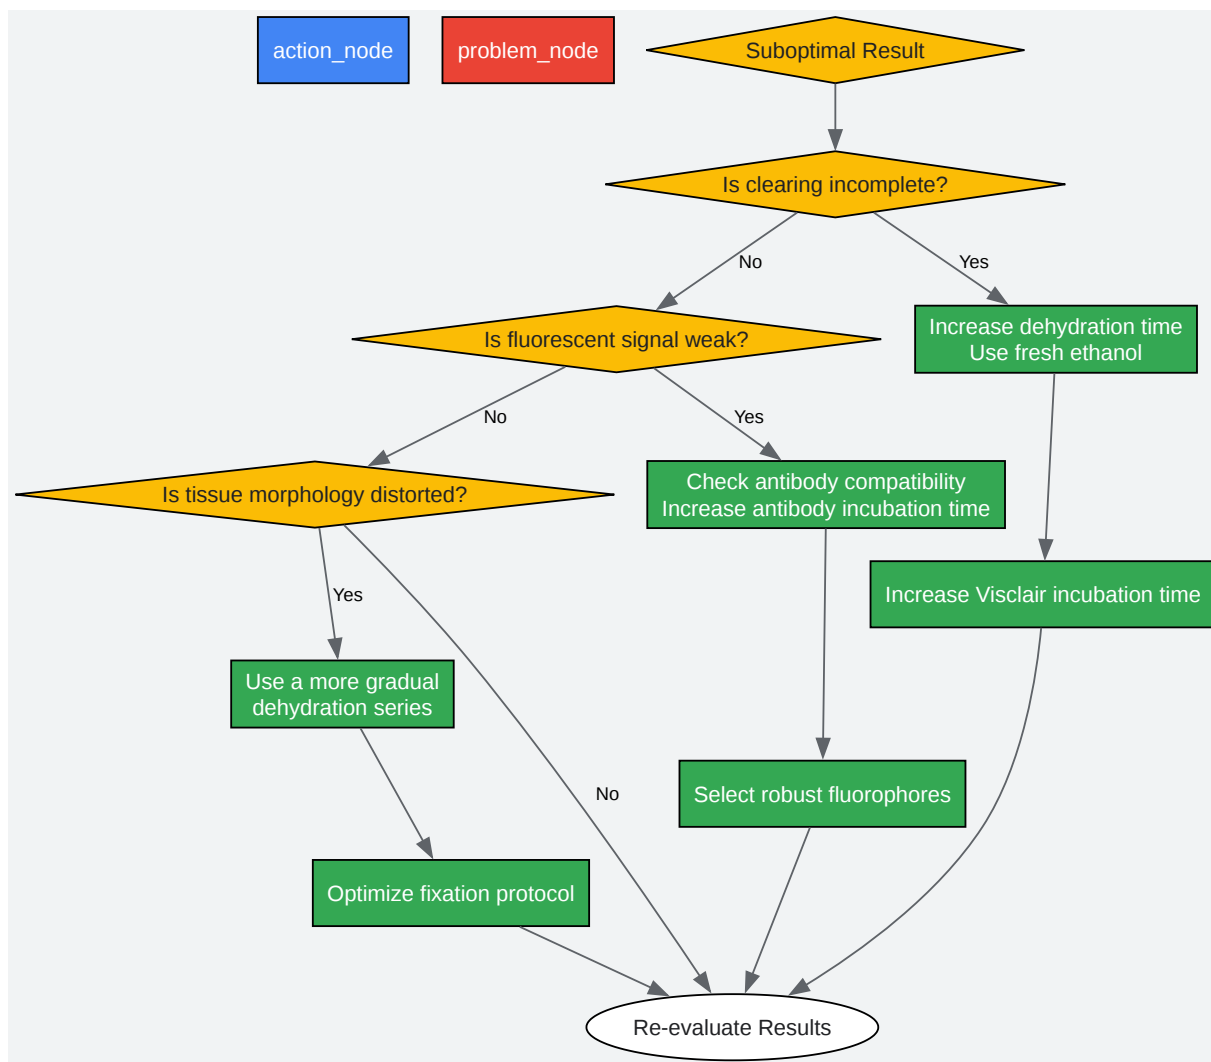 action_node
problem_node
Suboptimal Result
Is clearing incomplete?
No
Yes
Is fluorescent signal weak?
Increase dehydration time
Use fresh ethanol
No
Yes
Is tissue morphology distorted?
Check antibody compatibility
Increase antibody incubation time
Yes
Increase Visclair incubation time
Use a more gradual
dehydration series
No
Select robust fluorophores
Optimize fixation protocol
Re-evaluate Results